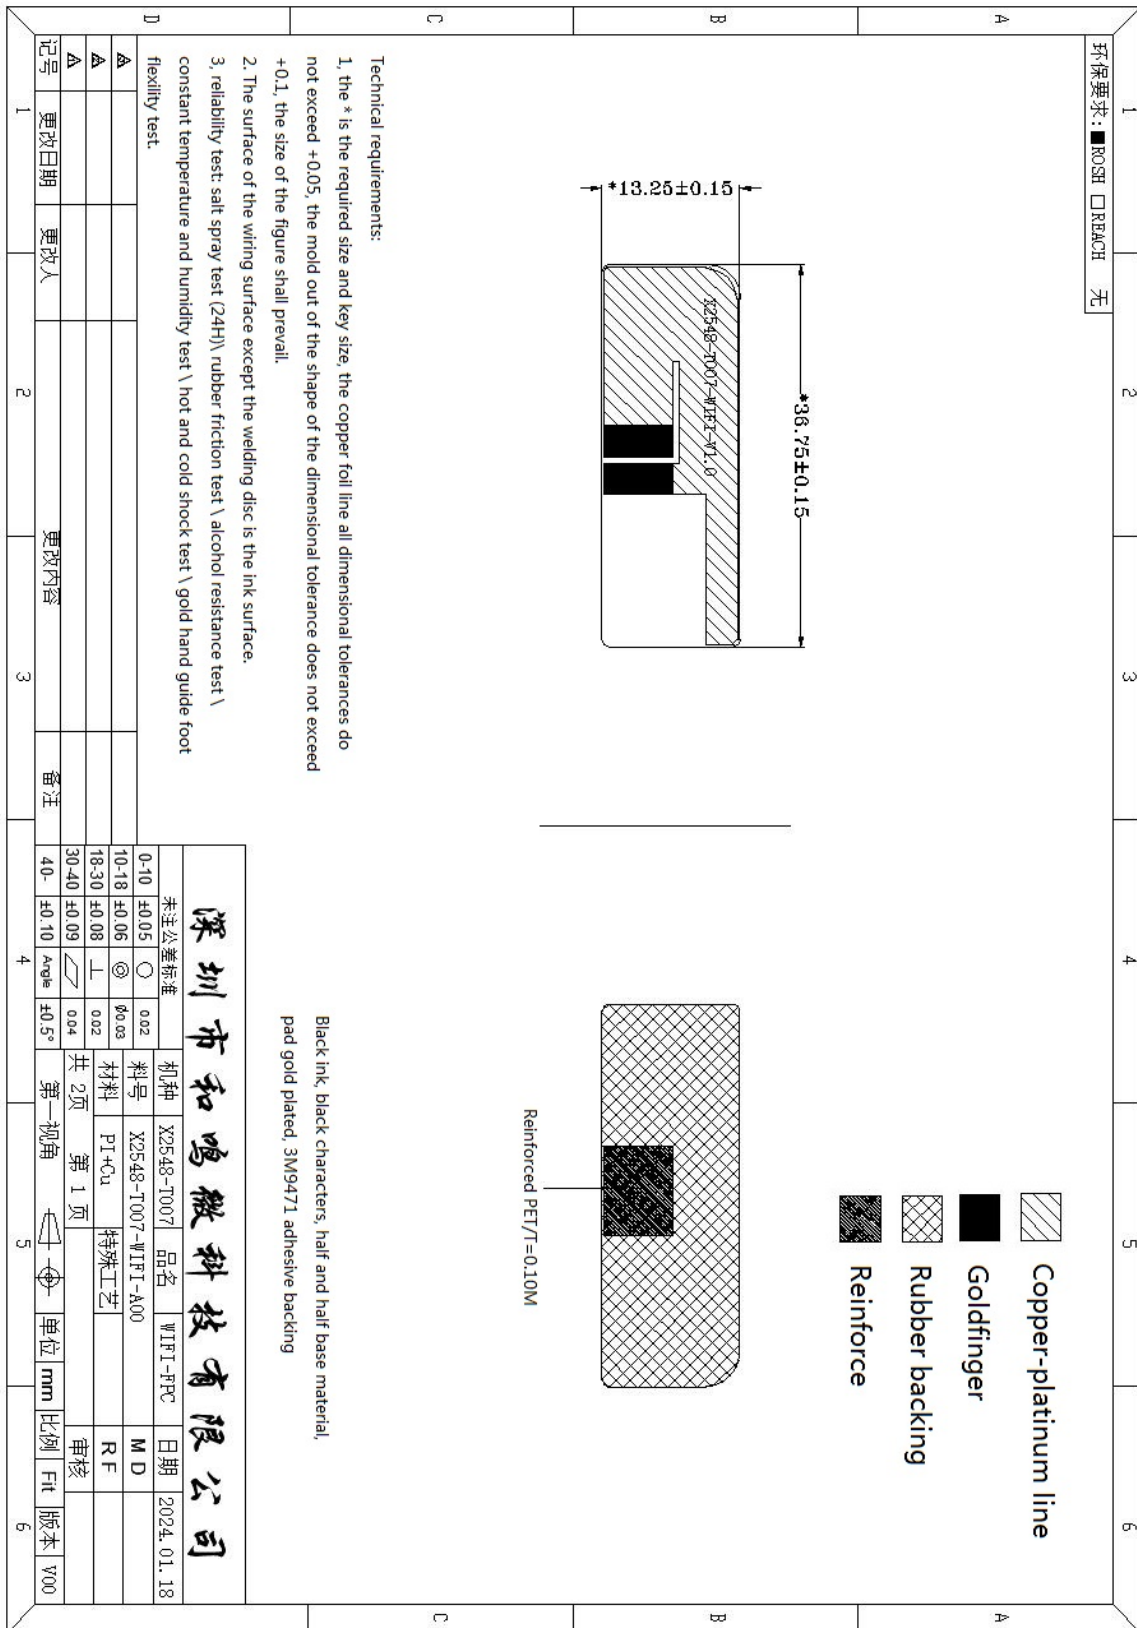 1
2
3
4
5
6
A
B
C
D
环保要求: ■ROSH □REACH 无
*36.75±0.15
*13.25±0.15
X2548-T007-WIFI-V1.0
Copper-platinum line
Goldfinger
Rubber backing
Reinforce
Reinforced PET/T=0.10M
Technical requirements:
1, the * is the required size and key size, the copper foil line all dimensional tolerances do
not exceed +0.05, the mold out of the shape of the dimensional tolerance does not exceed
+0.1, the size of the figure shall prevail.
2. The surface of the wiring surface except the welding disc is the ink surface.
3, reliability test: salt spray test (24H)\ rubber friction test \ alcohol resistance test \
constant temperature and humidity test \ hot and cold shock test \ gold hand guide foot
flexility test.
Black ink, black characters, half and half base material,
pad gold plated, 3M9471 adhesive backing
深圳市和鸣微科技有限公司
未注公差标准
0-10 ±0.05 0.02
10-18 ±0.06 Ø0.03
18-30 ±0.08 0.02
30-40 ±0.09 0.04
40- ±0.10 Angle ±0.5°
机种 X2548-T007 品名 WIFI-FPC 日期 2024.01.18
料号 X2548-T007-WIFI-A00 M D
材料 PI+Cu 特殊工艺 R F
共 2页 第 1 页 审核
第一视角 单位 mm 比例 Fit 版本 V00
记号 更改日期 更改人 更改内容 备注
A
B
C
D
1
2
3
4
5
6